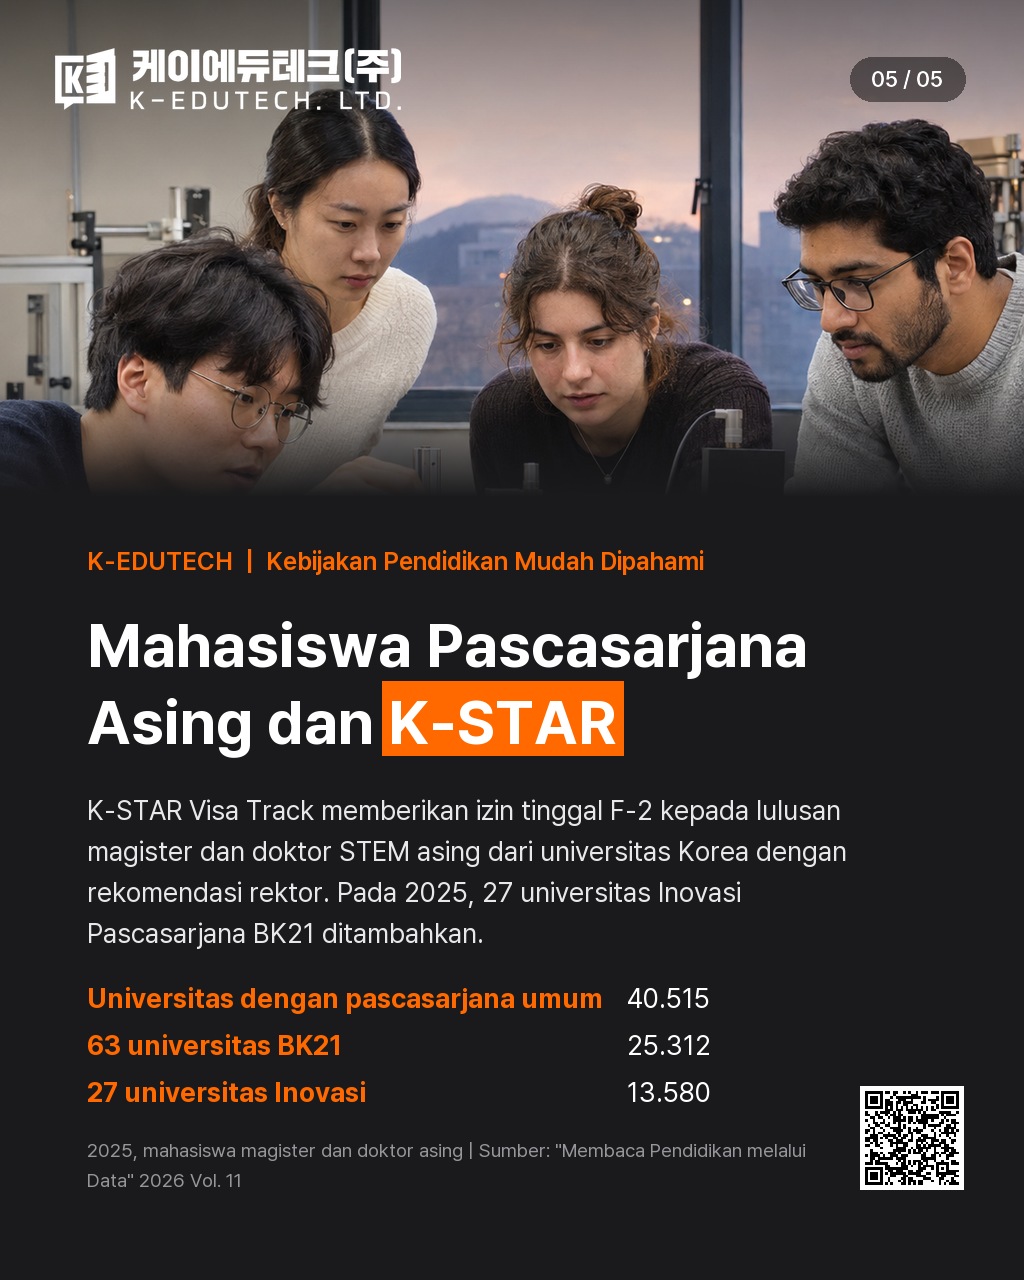 케이에듀테크(주)
K-EDUTECH. LTD.
05 / 05
K-EDUTECH | Kebijakan Pendidikan Mudah Dipahami
Mahasiswa Pascasarjana
Asing dan K-STAR
K-STAR Visa Track memberikan izin tinggal F-2 kepada lulusan
magister dan doktor STEM asing dari universitas Korea dengan
rekomendasi rektor. Pada 2025, 27 universitas Inovasi
Pascasarjana BK21 ditambahkan.
Universitas dengan pascasarjana umum 40.515
63 universitas BK21 25.312
27 universitas Inovasi 13.580
2025, mahasiswa magister dan doktor asing | Sumber: "Membaca Pendidikan melalui
Data" 2026 Vol. 11